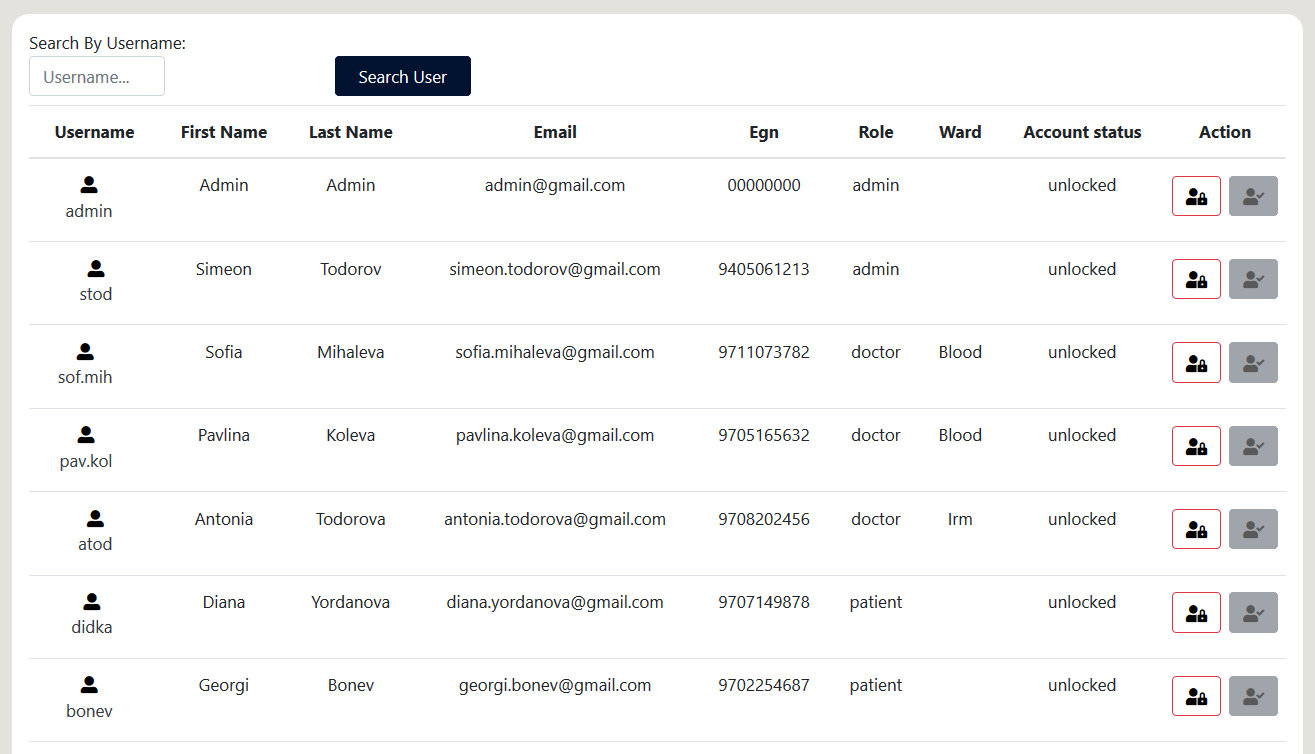 Search By Username:
Username... Search User
Username First Name Last Name Email Egn Role Ward Account status Action
Admin Admin admin@gmail.com 00000000 admin unlocked
admin
Simeon Todorov simeon.todorov@gmail.com 9405061213 admin unlocked
stod
Sofia Mihaleva sofia.mihaleva@gmail.com 9711073782 doctor Blood unlocked
sof.mih
Pavlina Koleva pavlina.koleva@gmail.com 9705165632 doctor Blood unlocked
pav.kol
Antonia Todorova antonia.todorova@gmail.com 9708202456 doctor Irm unlocked
atod
Diana Yordanova diana.yordanova@gmail.com 9707149878 patient unlocked
didka
Georgi Bonev georgi.bonev@gmail.com 9702254687 patient unlocked
bonev